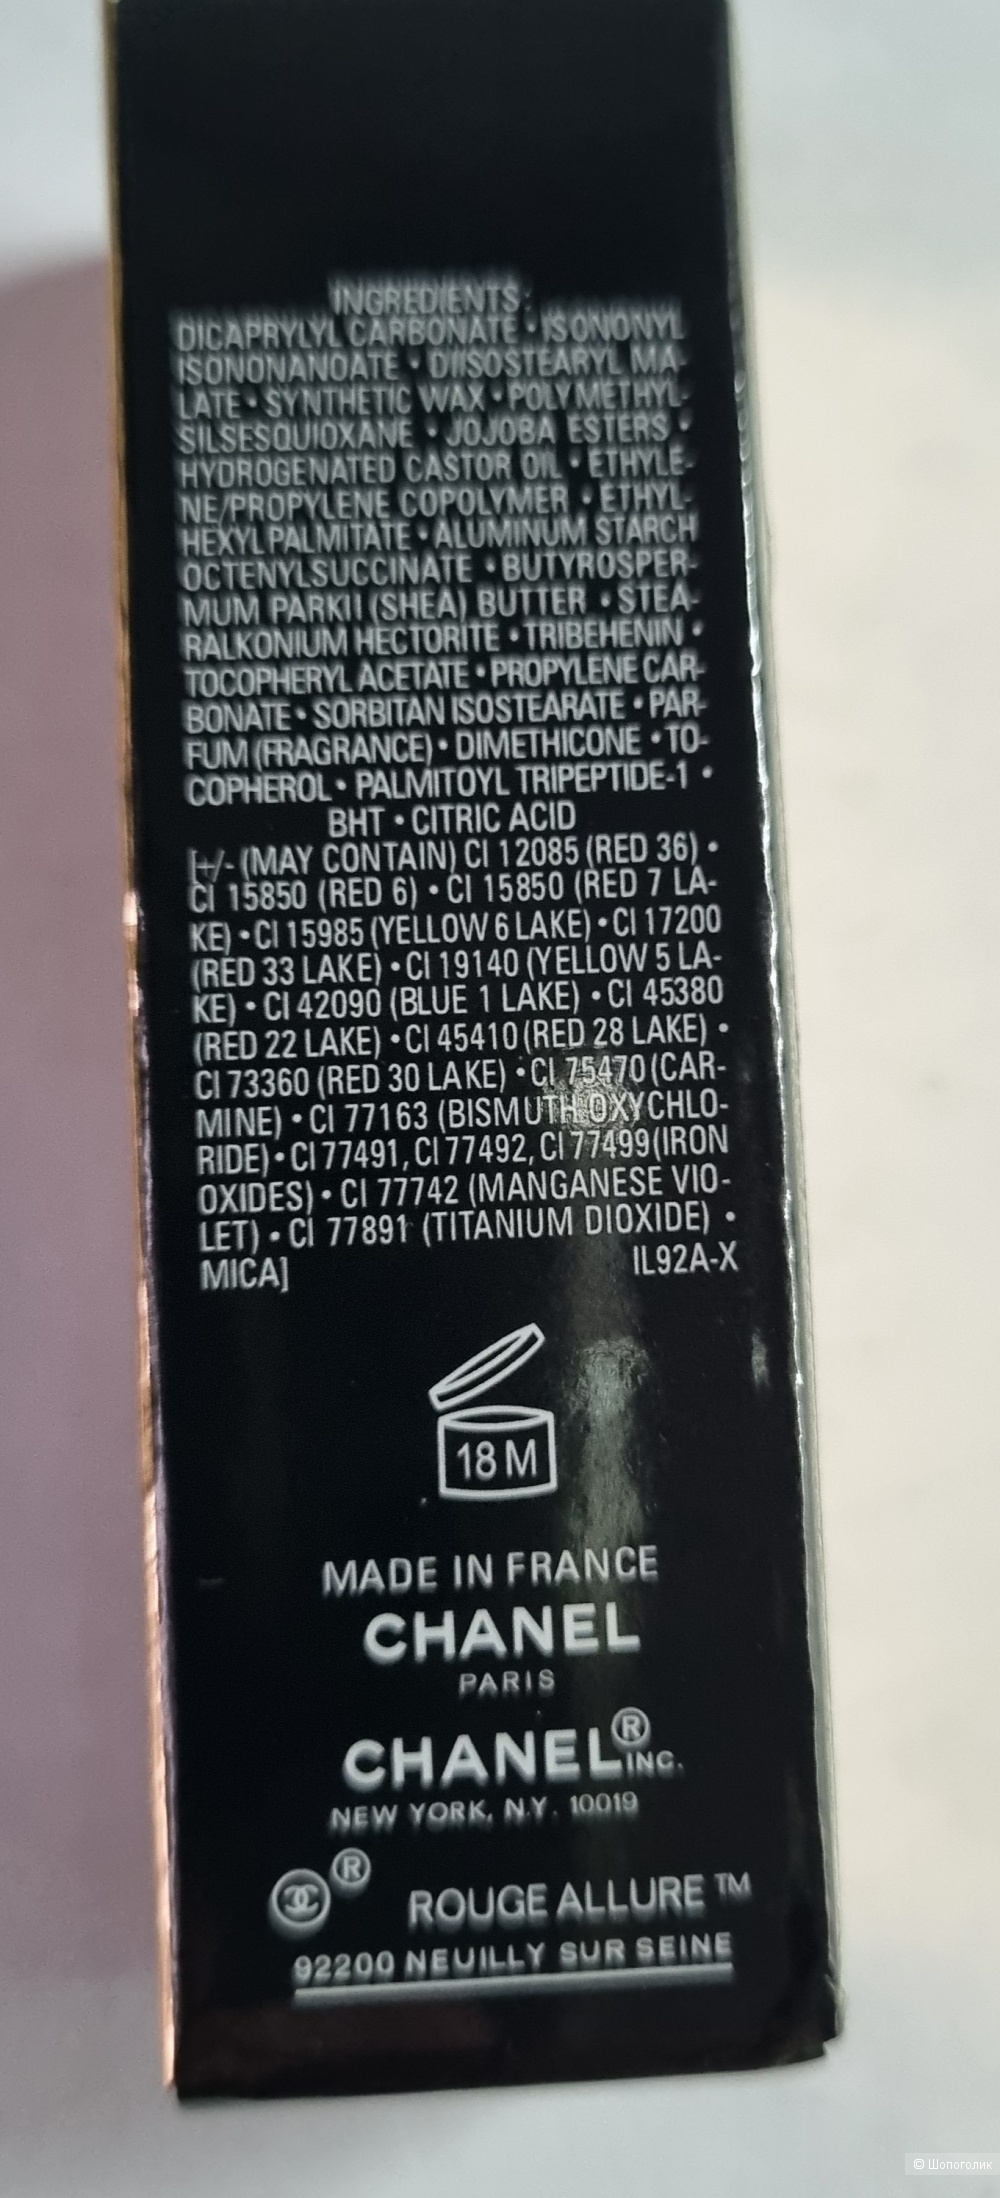 INGREDIENTS:
DICAPRYLYL CARBONATE • ISONONYL
ISONONANOATE • DIISOSTEARYL MA-
LATE • SYNTHETIC WAX • POLYMETHYL-
SILSESQUIOXANE • JOJOBA ESTERS •
HYDROGENATED CASTOR OIL • ETHYLE-
NE/PROPYLENE COPOLYMER • ETHYL-
HEXYL PALMITATE • ALUMINUM STARCH
OCTENYLSUCCINATE • BUTYROSPER-
MUM PARKII (SHEA) BUTTER • STEA-
RALKONIUM HECTORITE • TRIBEHENIN •
TOCOPHERYL ACETATE • PROPYLENE CAR-
BONATE • SORBITAN ISOSTEARATE • PAR-
FUM (FRAGRANCE) • DIMETHICONE • TO-
COPHEROL • PALMITOYL TRIPEPTIDE-1 •
BHT • CITRIC ACID
[+/- (MAY CONTAIN) CI 12085 (RED 36) •
CI 15850 (RED 6) • CI 15850 (RED 7 LA-
KE) • CI 15985 (YELLOW 6 LAKE) • CI 17200
(RED 33 LAKE) • CI 19140 (YELLOW 5 LA-
KE) • CI 42090 (BLUE 1 LAKE) • CI 45380
(RED 22 LAKE) • CI 45410 (RED 28 LAKE) •
CI 73360 (RED 30 LAKE) • CI 75470 (CAR-
MINE) • CI 77163 (BISMUTH OXYCHLO-
RIDE) • CI 77491, CI 77492, CI 77499 (IRON
OXIDES) • CI 77742 (MANGANESE VIO-
LET) • CI 77891 (TITANIUM DIOXIDE) •
MICA] IL92A-X
18 M
MADE IN FRANCE
CHANEL
PARIS
CHANEL® INC.
NEW YORK, N.Y. 10019
® ROUGE ALLURE™
92200 NEUILLY SUR SEINE
© Шопоголик